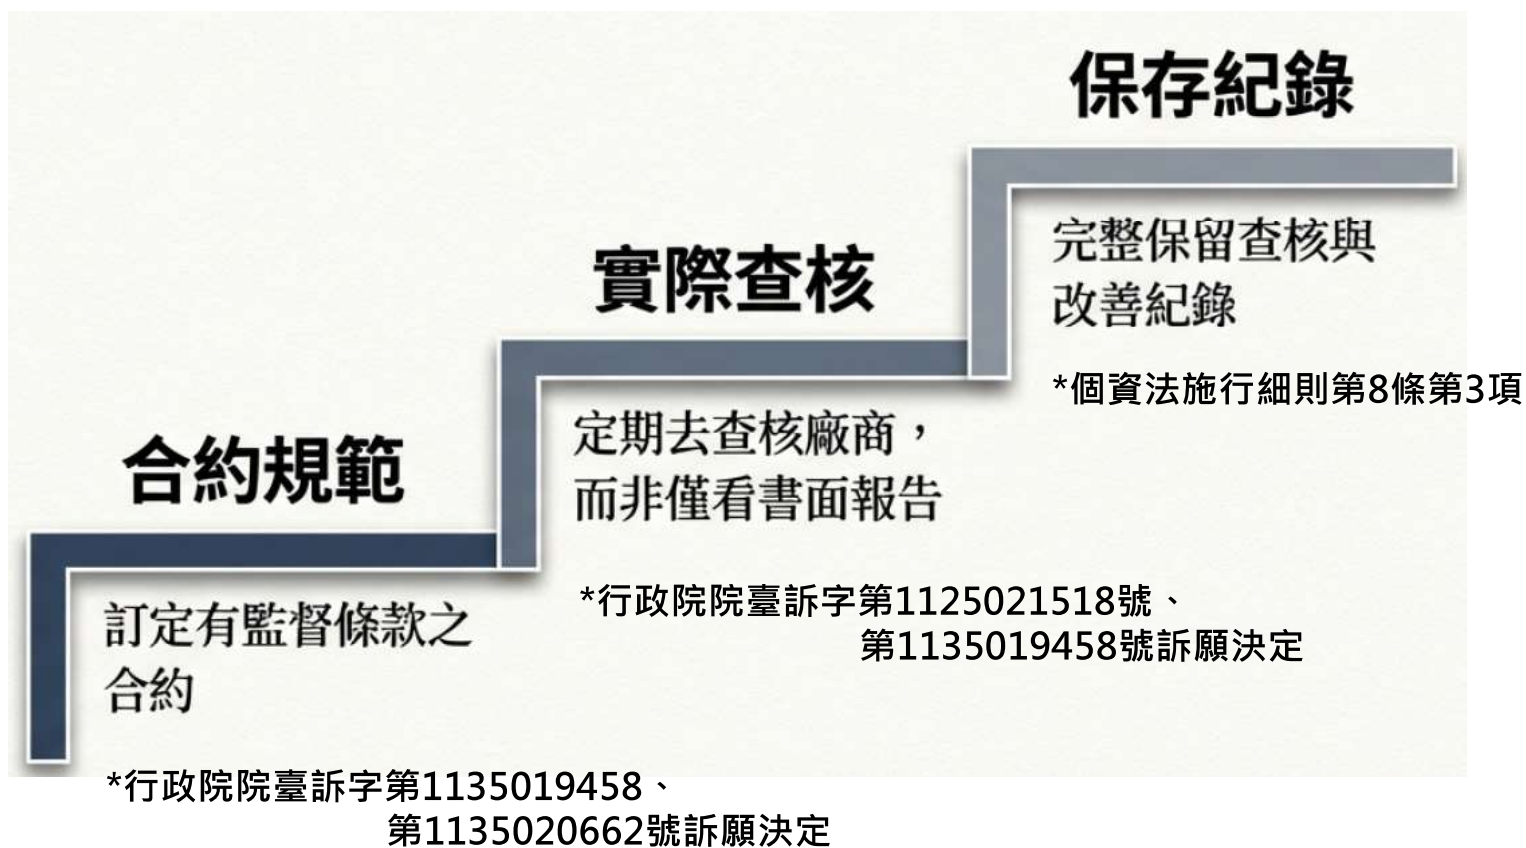 合約規範
訂定有監督條款之
合約
*行政院院臺訴字第1135019458、
第1135020662號訴願決定
實際查核
定期去查核廠商，
而非僅看書面報告
*行政院院臺訴字第1125021518號、
第1135019458號訴願決定
保存紀錄
完整保留查核與
改善紀錄
*個資法施行細則第8條第3項